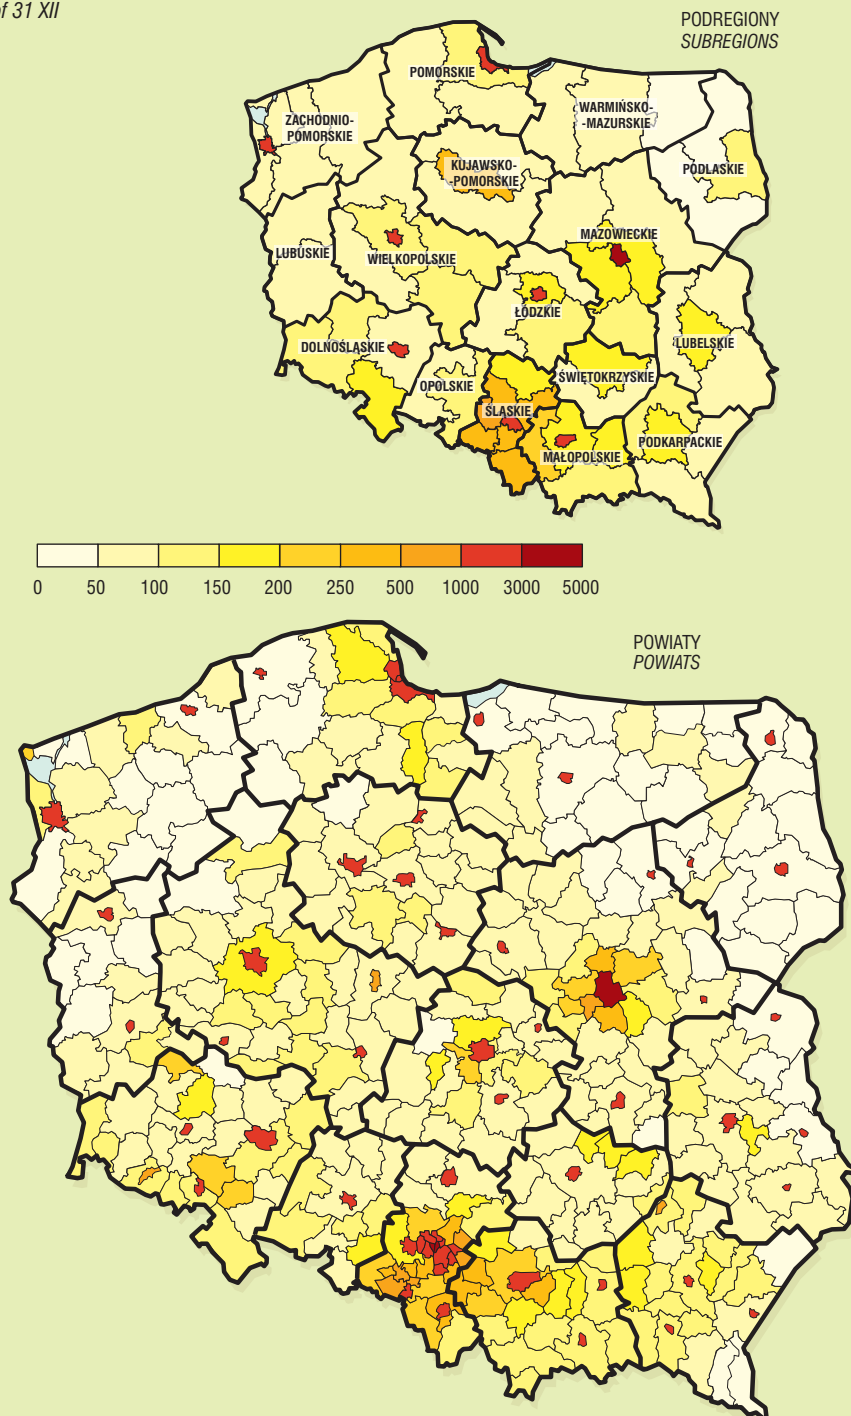 of 31 XII
PODREGIONY
SUBREGIONS
POMORSKIE
WARMIŃSKO-
-MAZURSKIE
ZACHODNIO-
POMORSKIE
KUJAWSKO-
-POMORSKIE
PODLASKIE
MAZOWIECKIE
LUBUSKIE
WIELKOPOLSKIE
ŁÓDZKIE
LUBELSKIE
DOLNOŚLĄSKIE
OPOLSKIE
ŚWIĘTOKRZYSKIE
ŚLĄSKIE
PODKARPACKIE
MAŁOPOLSKIE
0 50 100 150 200 250 500 1000 3000 5000
POWIATY
POWIATS